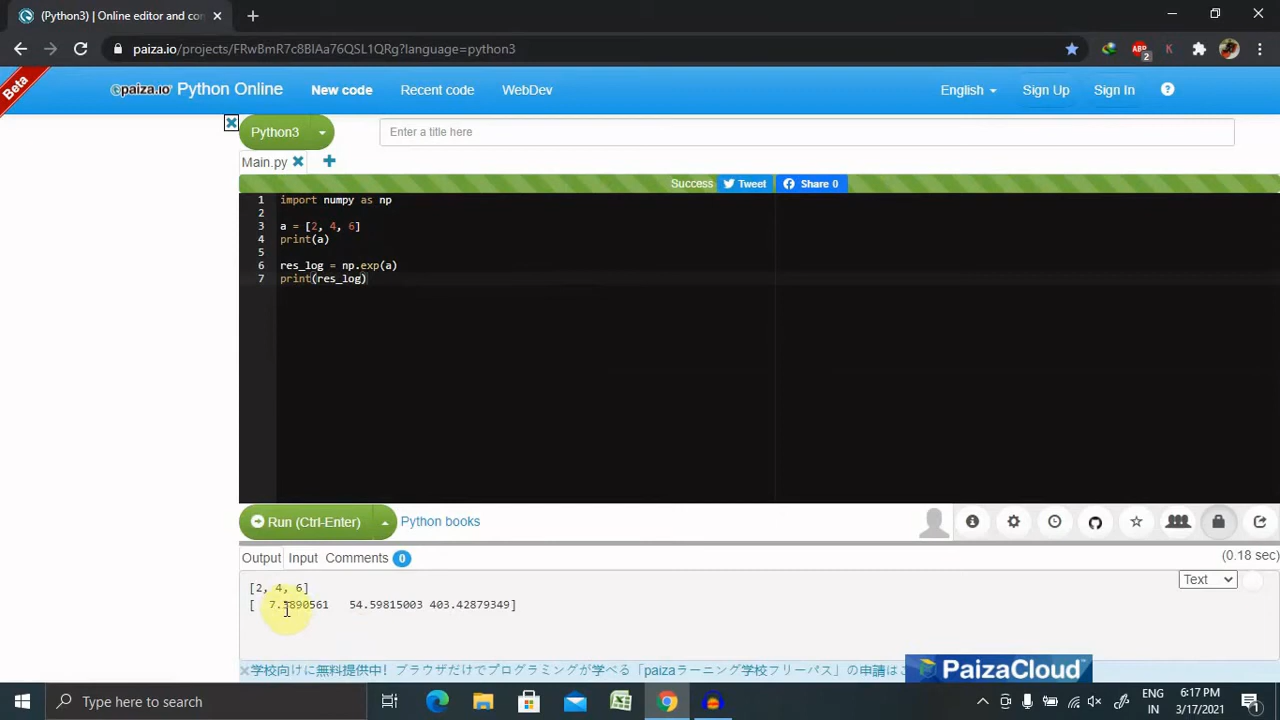 (Python3) | Online editor and con
paiza.io/projects/FRwBmR7c8BlAa76QSL1QRg?language=python3
2
Beta
paiza.io Python Online
New code
Recent code
WebDev
English
Sign Up
Sign In
Python3
Enter a title here
Main.py
Success
Tweet
Share 0
1 import numpy as np
2
3 a = [2, 4, 6]
4 print(a)
5
6 res_log = np.exp(a)
7 print(res_log)
Run (Ctrl-Enter)
Python books
Output
Input
Comments 0
(0.18 sec)
Text
[2, 4, 6]
[ 7.3890561 54.59815003 403.42879349]
学校向けに無料提供中! ブラウザだけでプログラミングが学べる「paizaラーニング学校フリーパス」の申請は
PaizaCloud
Type here to search
ENG
IN
6:17 PM
3/17/2021
1